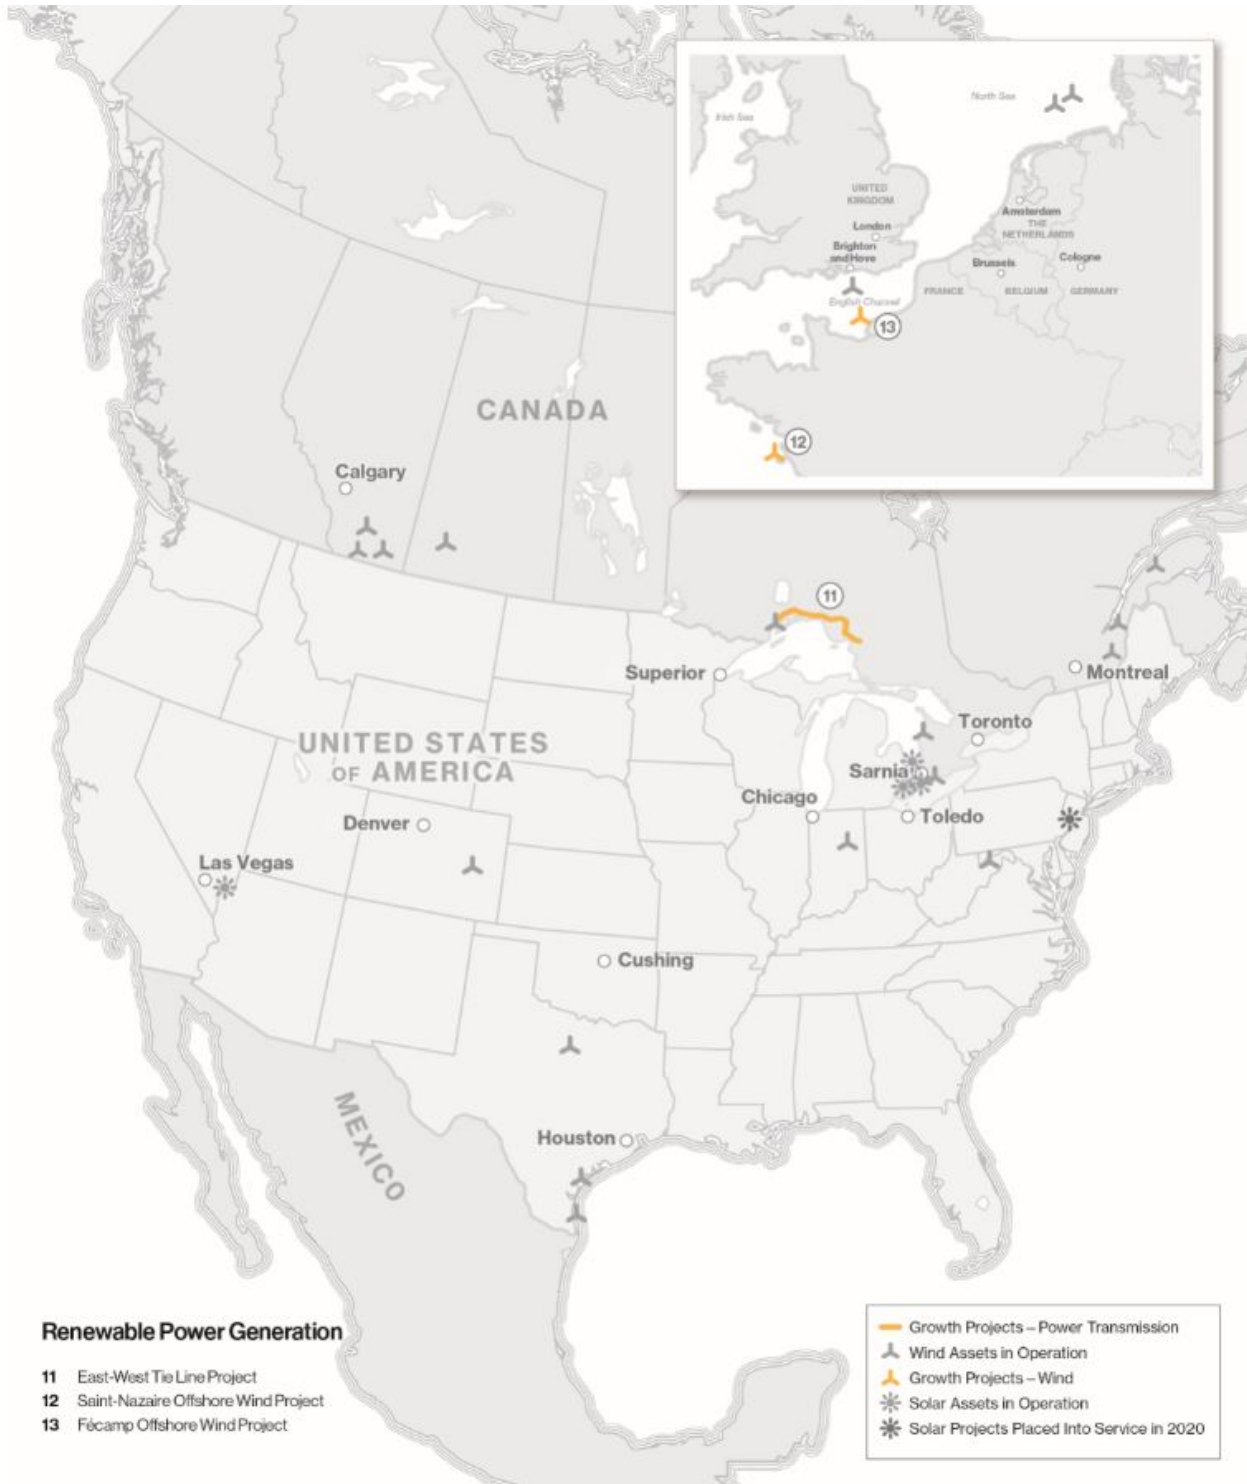 North Sea
Irish Sea
UNITED
KINGDOM
London
Amsterdam
THE
NETHERLANDS
Brighton
and Hove
Brussels
Cologne
FRANCE
BELGIUM
GERMANY
English Channel
13
12
CANADA
Calgary
11
Superior
Montreal
Toronto
UNITED STATES
OF AMERICA
Sarnia
Chicago
Toledo
Denver
Las Vegas
Cushing
MEXICO
Houston
Renewable Power Generation
11 East-West Tie Line Project
12 Saint-Nazaire Offshore Wind Project
13 Fécamp Offshore Wind Project
Growth Projects – Power Transmission
Wind Assets in Operation
Growth Projects – Wind
Solar Assets in Operation
Solar Projects Placed Into Service in 2020